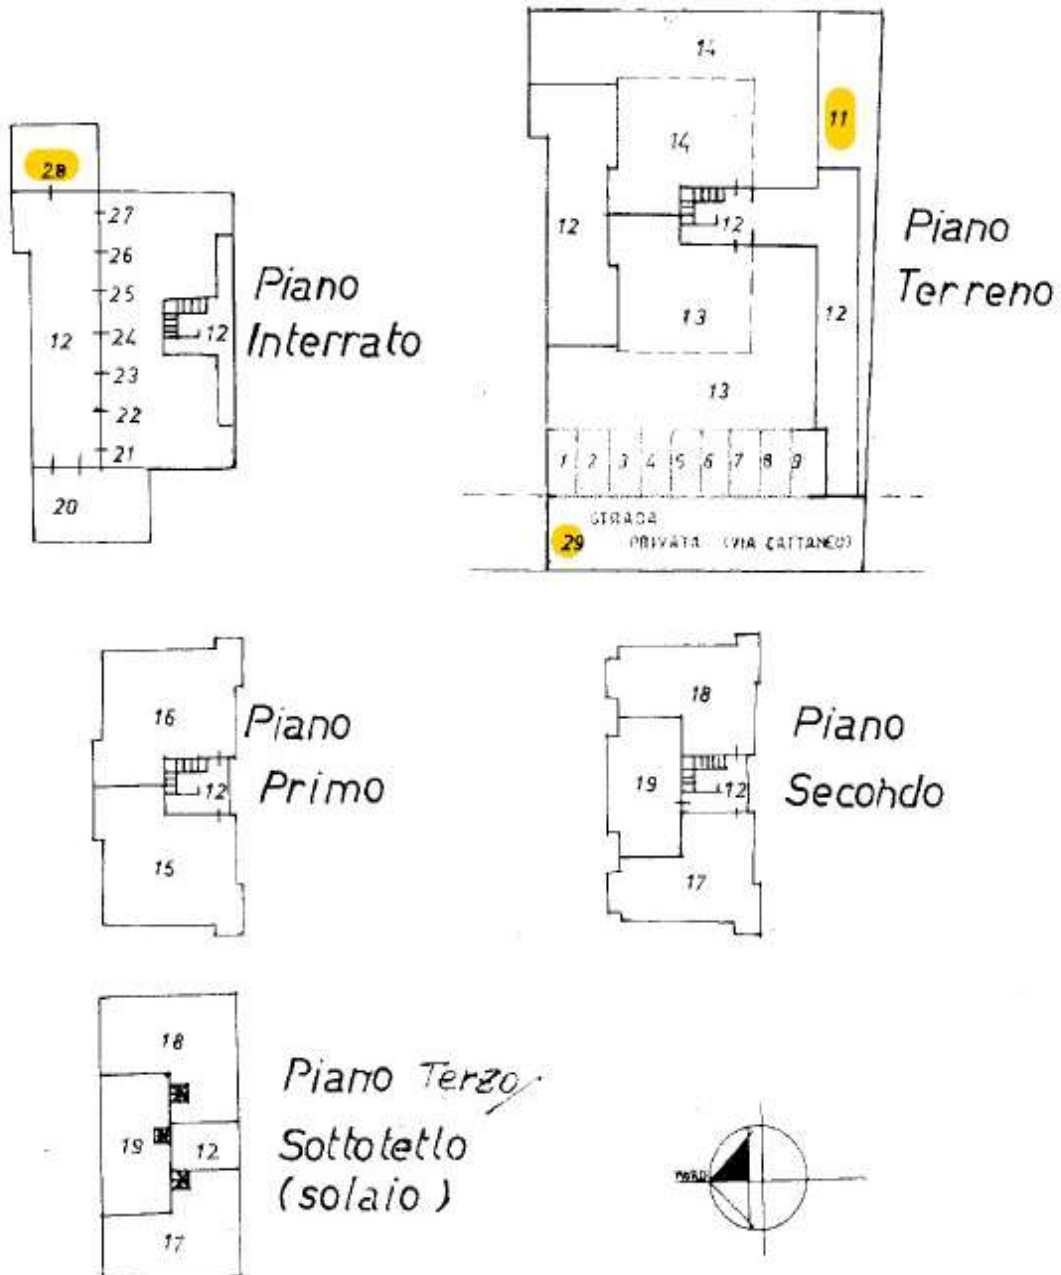 28
27
26
25
24
23
22
21
12
12
20
Piano
Interrato
14
11
14
12
12
13
12
13
1 2 3 4 5 6 7 8 9
STRADA
29 PRIVATA (VIA CATTANEO)
Piano
Terreno
16
12
15
Piano
Primo
18
19
12
17
Piano
Secondo
18
19
12
17
Piano Terzo
Sottotetto
(solaio)
NORD